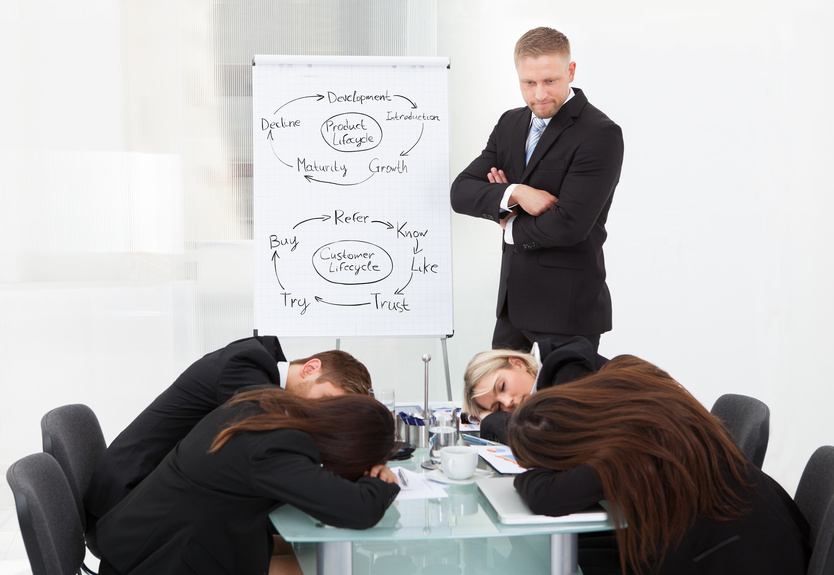 Development
Introduction
Growth
Maturity
Decline
Product
Lifecycle
Refer
Know
Like
Trust
Try
Buy
Customer
Lifecycle